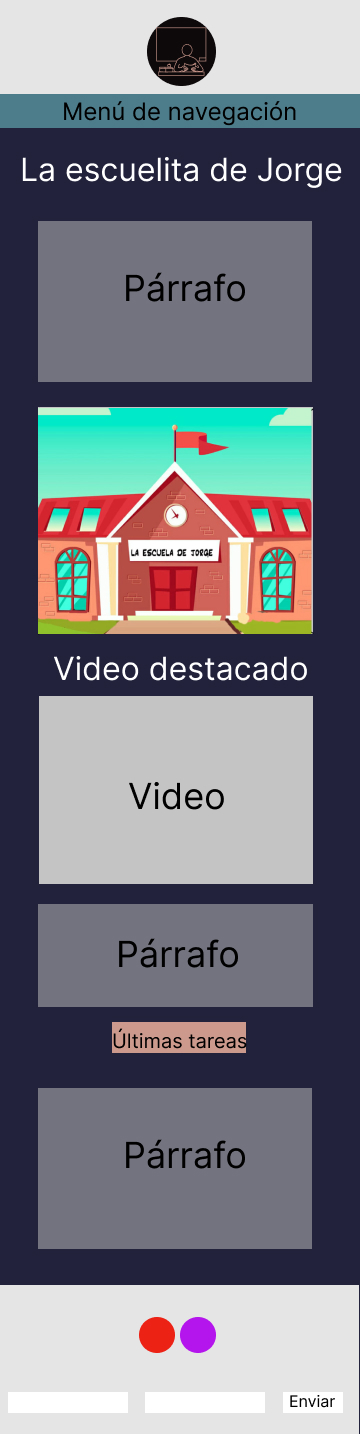 Menú de navegación
La escuelita de Jorge
Párrafo
LA ESCUELA DE JORGE
Video destacado
Video
Párrafo
Últimas tareas
Párrafo
Enviar